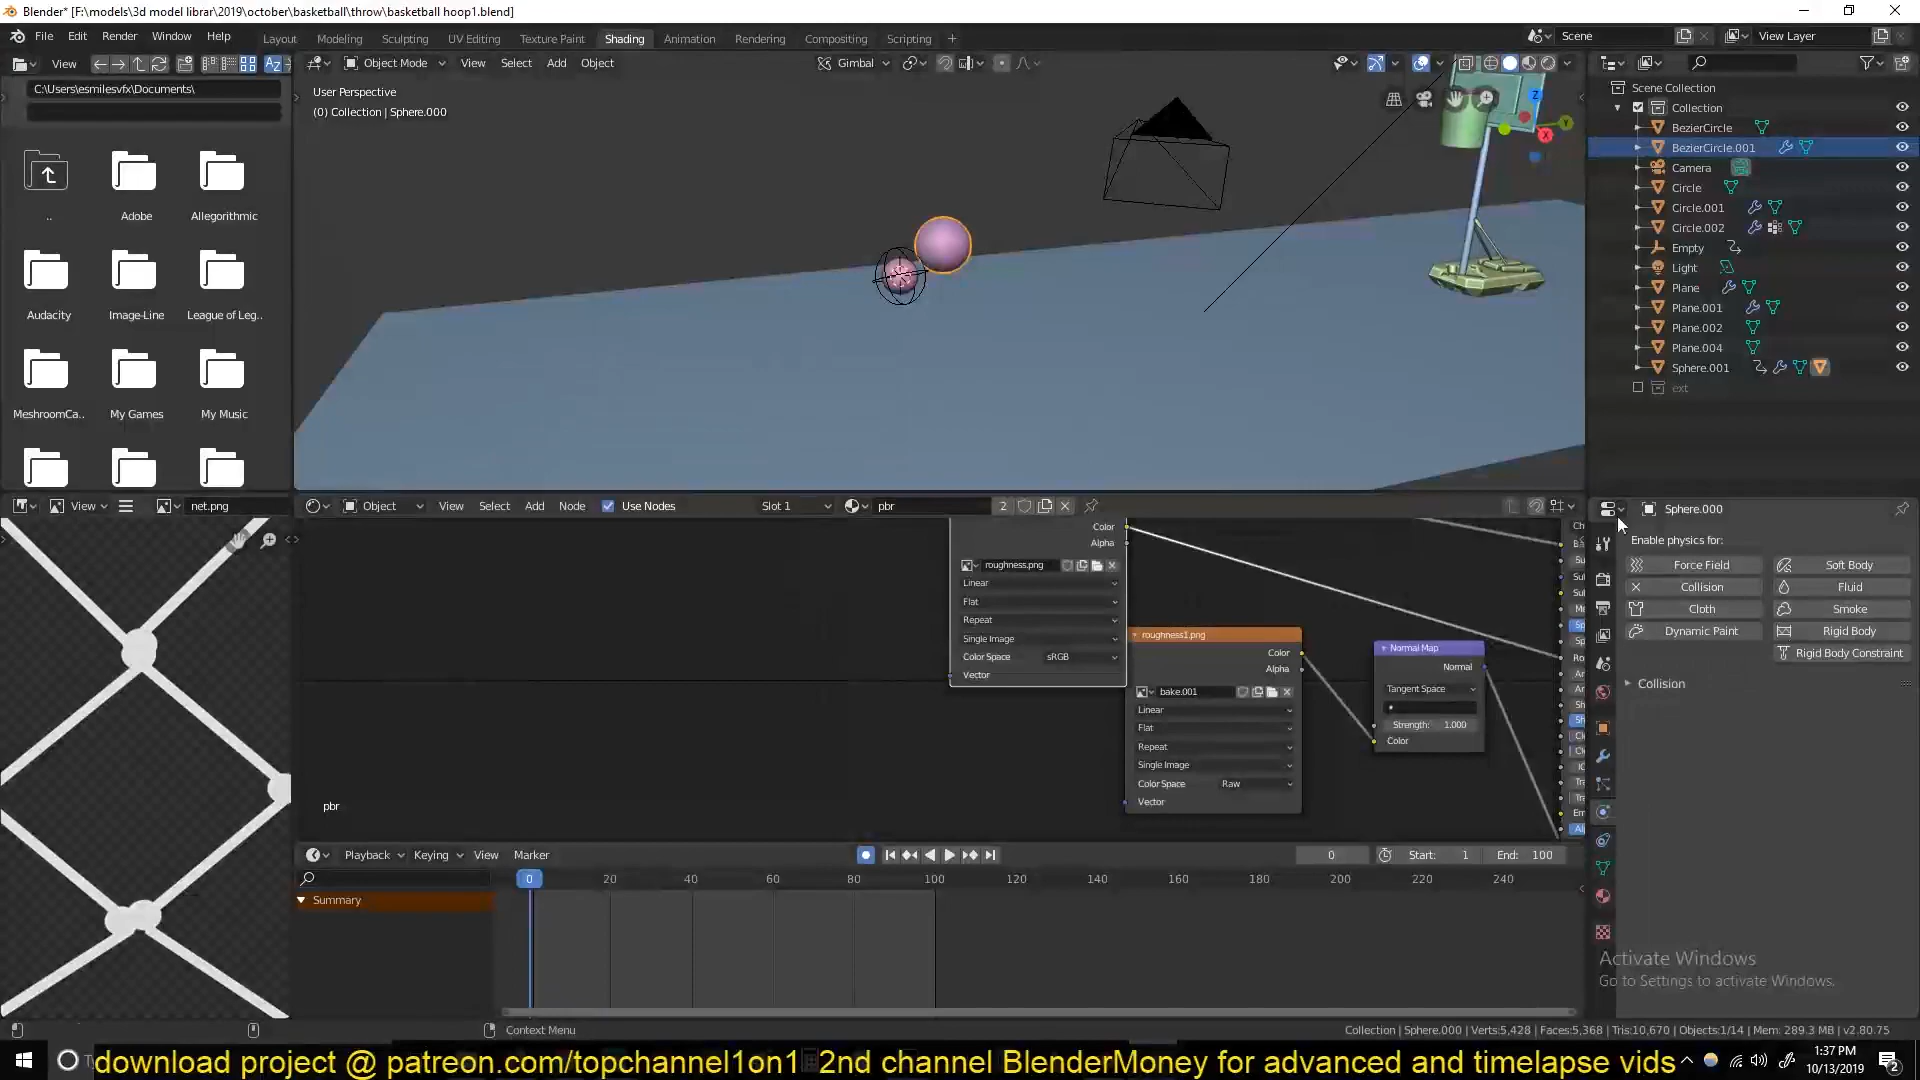 Blender* [F:\models\3d model librar\2019\october\basketball\throw\basketball hoop1.blend]
File Edit Render Window Help Layout Modeling Sculpting UV Editing Texture Paint Shading Animation Rendering Compositing Scripting Scene View Layer
View Object Mode View Select Add Object Gimbal
C:\Users\esmilesvfx\Documents\
User Perspective
(0) Collection | Sphere.000
.. Adobe Allegorithmic
Audacity Image-Line League of Leg..
MeshroomCa.. My Games My Music
Scene Collection
Collection
BezierCircle
BezierCircle.001
Camera
Circle
Circle.001
Circle.002
Empty
Light
Plane
Plane.001
Plane.002
Plane.004
Sphere.001
ext
View net.png Object View Select Add Node Use Nodes Slot 1 pbr 2
Color
Alpha
roughness.png
Linear
Flat
Repeat
Single Image
Color Space sRGB
Vector
roughness1.png
Color
Alpha
bake.001
Linear
Flat
Repeat
Single Image
Color Space Raw
Vector
Normal Map
Normal
Tangent Space
Strength: 1.000
Color
pbr
Sphere.000
Enable physics for:
Force Field Soft Body
Collision Fluid
Cloth Smoke
Dynamic Paint Rigid Body
Rigid Body Constraint
Collision
Playback Keying View Marker 0 Start: 1 End: 100
0 20 40 60 80 100 120 140 160 180 200 220 240
Summary
Activate Windows
Go to Settings to activate Windows.
Context Menu Collection | Sphere.000 | Verts:5,428 | Faces:5,368 | Tris:10,670 | Objects:1/14 | Mem: 289.3 MB | v2.80.75
download project @ patreon.com/topchannel1on1 2nd channel BlenderMoney for advanced and timelapse vids
1:37 PM
10/13/2019
2